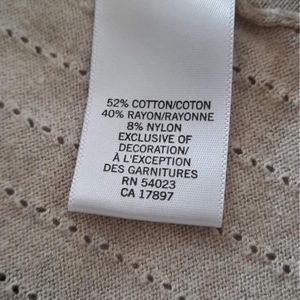 52% COTTON/COTON
40% RAYON/RAYONNE
8% NYLON
EXCLUSIVE OF
DECORATION/
À L'EXCEPTION
DES GARNITURES
RN 54023
CA 17897